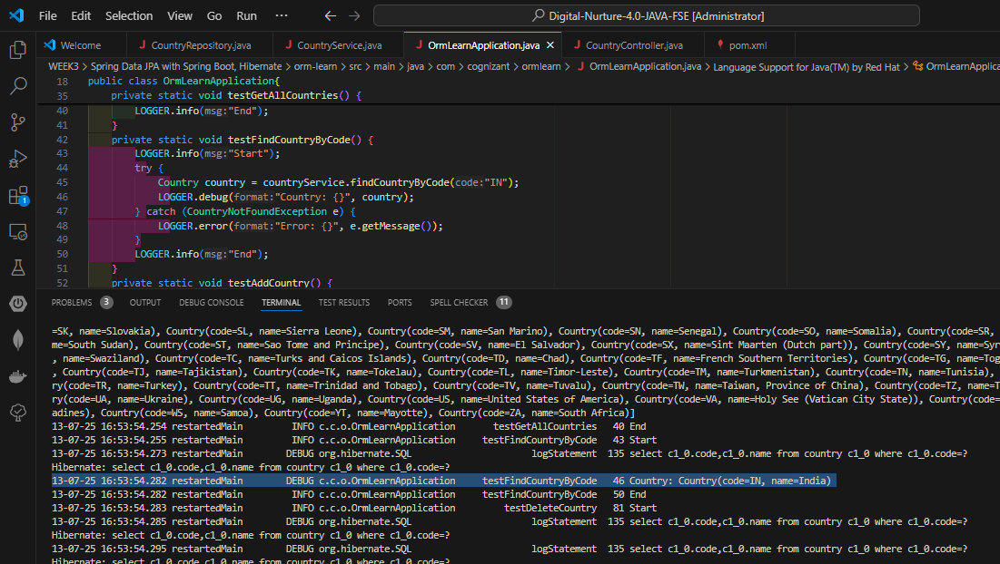 File Edit Selection View Go Run ··· Digital-Nurture-4.0-JAVA-FSE [Administrator]
Welcome CountryRepository.java CountryService.java OrmLearnApplication.java CountryController.java pom.xml
WEEK3 > Spring Data JPA with Spring Boot, Hibernate > orm-learn > src > main > java > com > cognizant > ormlearn > OrmLearnApplication.java > Language Support for Java(TM) by Red Hat > OrmLearnApplica
18 public class OrmLearnApplication{
35 private static void testGetAllCountries() {
40 LOGGER.info(msg:"End");
41 }
42 private static void testFindCountryByCode() {
43 LOGGER.info(msg:"Start");
44 try {
45 Country country = countryService.findCountryByCode(code:"IN");
46 LOGGER.debug(format:"Country: {}", country);
47 } catch (CountryNotFoundException e) {
48 LOGGER.error(format:"Error: {}", e.getMessage());
49 }
50 LOGGER.info(msg:"End");
51 }
52 private static void testAddCountry() {
1
PROBLEMS 3 OUTPUT DEBUG CONSOLE TERMINAL TEST RESULTS PORTS SPELL CHECKER 11
=SK, name=Slovakia), Country(code=SL, name=Sierra Leone), Country(code=SM, name=San Marino), Country(code=SN, name=Senegal), Country(code=SO, name=Somalia), Country(code=SR,
me=South Sudan), Country(code=ST, name=Sao Tome and Principe), Country(code=SV, name=El Salvador), Country(code=SX, name=Sint Maarten (Dutch part)), Country(code=SY, name=Syr
, name=Swaziland), Country(code=TC, name=Turks and Caicos Islands), Country(code=TD, name=Chad), Country(code=TF, name=French Southern Territories), Country(code=TG, name=Tog
, Country(code=TJ, name=Tajikistan), Country(code=TK, name=Tokelau), Country(code=TL, name=Timor-Leste), Country(code=TM, name=Turkmenistan), Country(code=TN, name=Tunisia),
ry(code=TR, name=Turkey), Country(code=TT, name=Trinidad and Tobago), Country(code=TV, name=Tuvalu), Country(code=TW, name=Taiwan, Province of China), Country(code=TZ, name=T
ry(code=UA, name=Ukraine), Country(code=UG, name=Uganda), Country(code=US, name=United States of America), Country(code=VA, name=Holy See (Vatican City State)), Country(code=
adines), Country(code=WS, name=Samoa), Country(code=YT, name=Mayotte), Country(code=ZA, name=South Africa)]
13-07-25 16:53:54.254 restartedMain INFO c.c.o.OrmLearnApplication testGetAllCountries 40 End
13-07-25 16:53:54.255 restartedMain INFO c.c.o.OrmLearnApplication testFindCountryByCode 43 Start
13-07-25 16:53:54.273 restartedMain DEBUG org.hibernate.SQL logStatement 135 select c1_0.code,c1_0.name from country c1_0 where c1_0.code=?
Hibernate: select c1_0.code,c1_0.name from country c1_0 where c1_0.code=?
13-07-25 16:53:54.282 restartedMain DEBUG c.c.o.OrmLearnApplication testFindCountryByCode 46 Country: Country(code=IN, name=India)
13-07-25 16:53:54.282 restartedMain INFO c.c.o.OrmLearnApplication testFindCountryByCode 50 End
13-07-25 16:53:54.283 restartedMain INFO c.c.o.OrmLearnApplication testDeleteCountry 81 Start
13-07-25 16:53:54.285 restartedMain DEBUG org.hibernate.SQL logStatement 135 select c1_0.code,c1_0.name from country c1_0 where c1_0.code=?
Hibernate: select c1_0.code,c1_0.name from country c1_0 where c1_0.code=?
13-07-25 16:53:54.295 restartedMain DEBUG org.hibernate.SQL logStatement 135 select c1_0.code,c1_0.name from country c1_0 where c1_0.code=?
Hibernate: select c1_0.code,c1_0.name from country c1_0 where c1_0.code=?